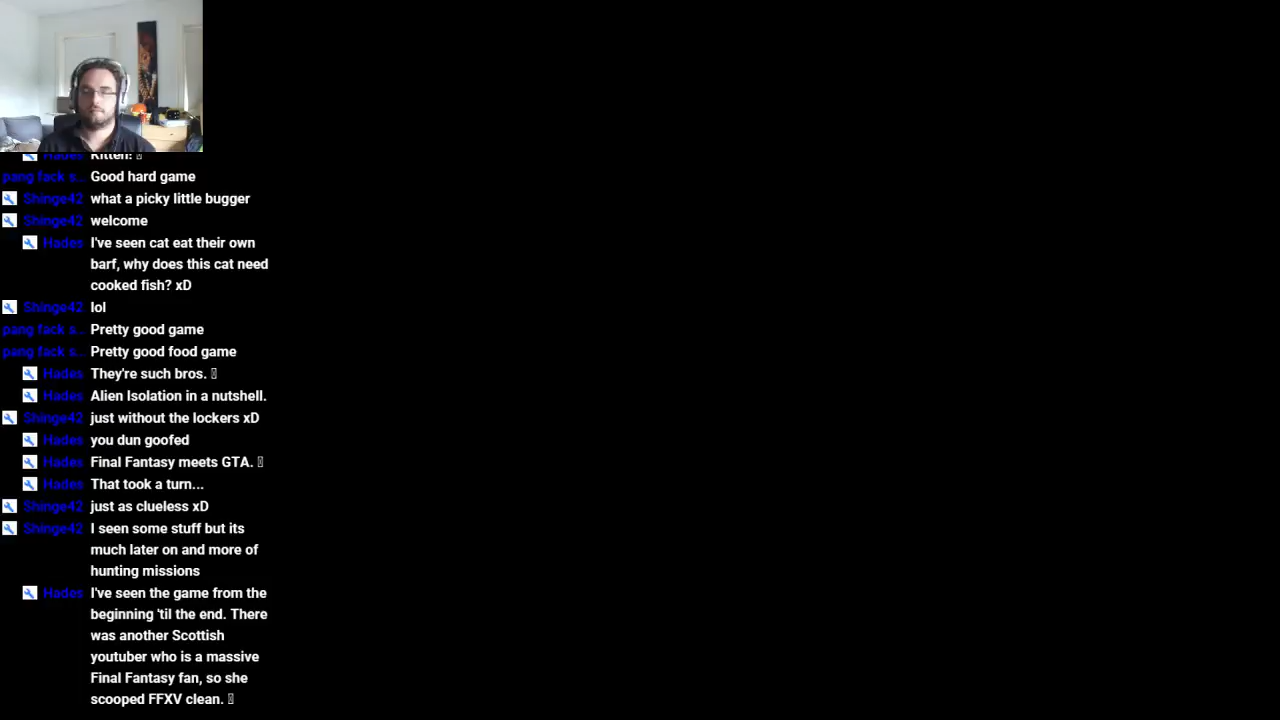 Hades Kitten!
pang fack s... Good hard game
Shinge42 what a picky little bugger
Shinge42 welcome
Hades I've seen cat eat their own
barf, why does this cat need
cooked fish? xD
Shinge42 lol
pang fack s... Pretty good game
pang fack s... Pretty good food game
Hades They're such bros.
Hades Alien Isolation in a nutshell.
Shinge42 just without the lockers xD
Hades you dun goofed
Hades Final Fantasy meets GTA.
Hades That took a turn...
Shinge42 just as clueless xD
Shinge42 I seen some stuff but its
much later on and more of
hunting missions
Hades I've seen the game from the
beginning 'til the end. There
was another Scottish
youtuber who is a massive
Final Fantasy fan, so she
scooped FFXV clean.